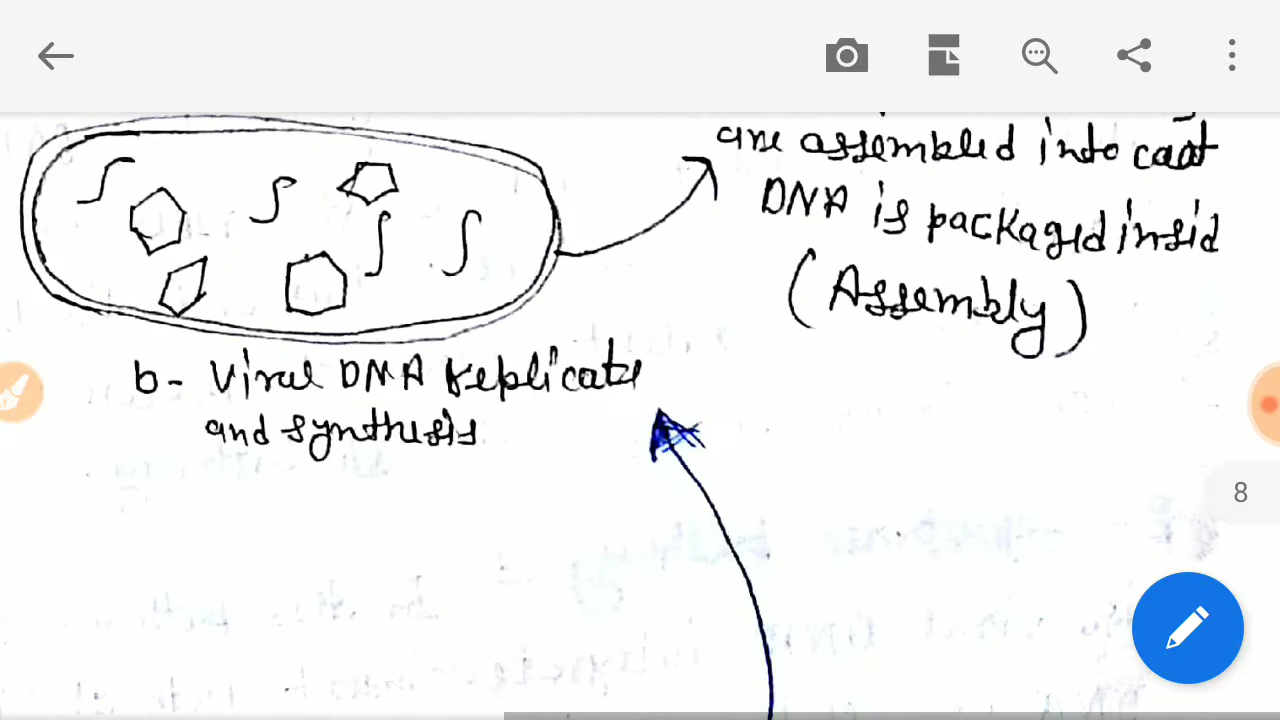 are assembled into coat
DNA is packaged insid
(Assembly)
b- Viral DNA replicate
and synthesis
8